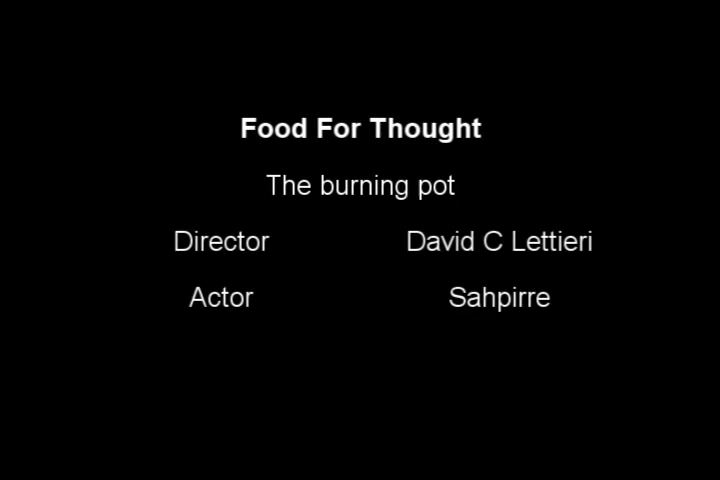 Food For Thought
The burning pot
Director David C Lettieri
Actor Sahpirre